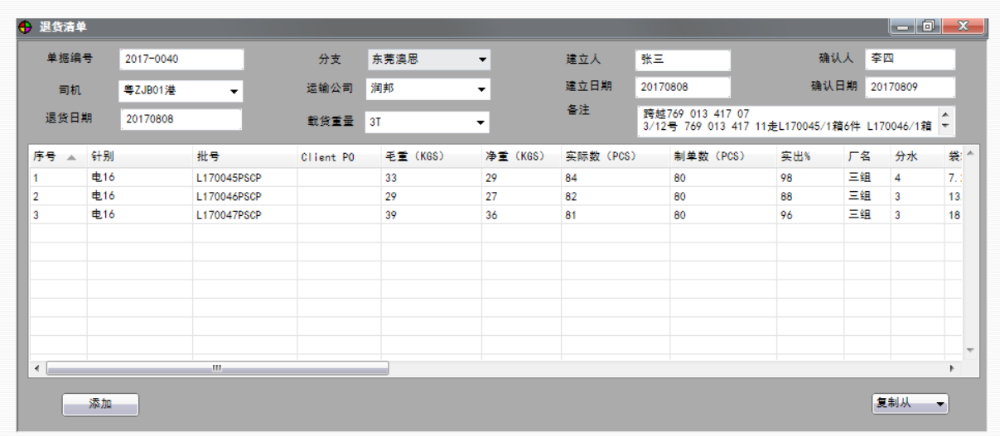 退货清单
单据编号 2017-0040 分支 东莞澳思 建立人 张三 确认人 李四
司机 粤ZJB01港 运输公司 润邦 建立日期 20170808 确认日期 20170809
退货日期 20170808 载货重量 3T 备注 跨越769 013 417 07
3/12号 769 013 417 11走L170045/1箱6件 L170046/1箱
序号 针别 批号 Client PO 毛重 (KGS) 净重 (KGS) 实际数 (PCS) 制单数 (PCS) 实出% 厂名 分水 袋
1 电16 L170045PSCP 33 29 84 80 98 三组 4 7.
2 电16 L170046PSCP 29 27 82 80 88 三组 3 13
3 电16 L170047PSCP 39 36 81 80 96 三组 3 18
添加 复制从